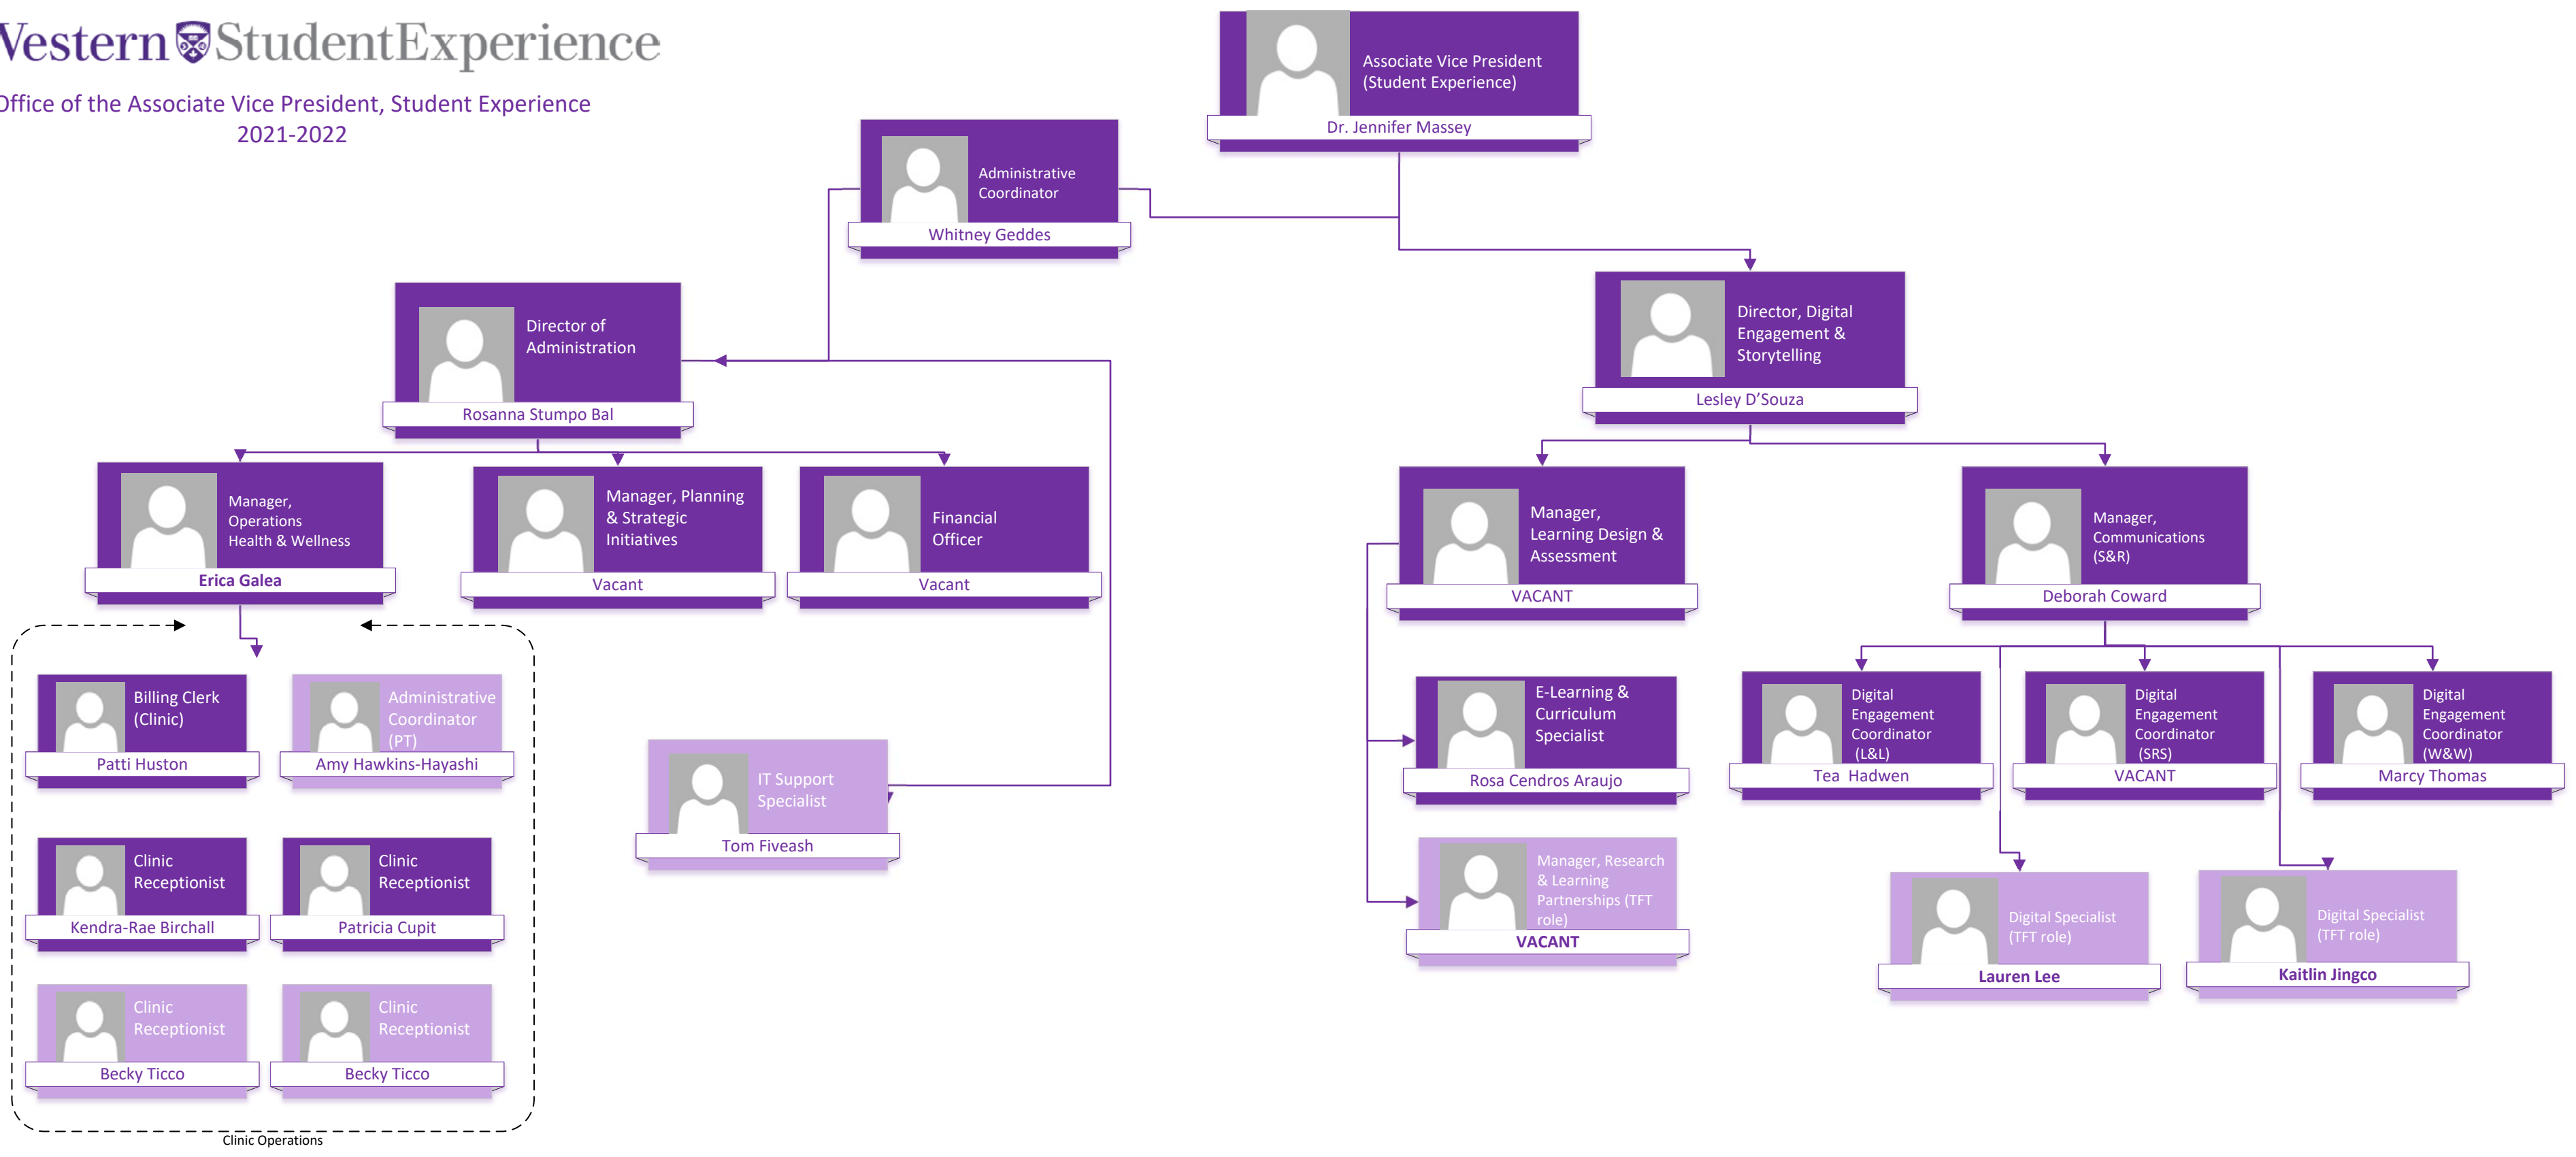 Western StudentExperience
Office of the Associate Vice President, Student Experience
2021-2022
Associate Vice President
(Student Experience)
Dr. Jennifer Massey
Administrative
Coordinator
Whitney Geddes
Director of
Administration
Rosanna Stumpo Bal
Director, Digital
Engagement &
Storytelling
Lesley D'Souza
Manager,
Operations
Health & Wellness
Erica Galea
Manager, Planning
& Strategic
Initiatives
Vacant
Financial
Officer
Vacant
Manager,
Learning Design &
Assessment
VACANT
Manager,
Communications
(S&R)
Deborah Coward
Billing Clerk
(Clinic)
Patti Huston
Administrative
Coordinator
(PT)
Amy Hawkins-Hayashi
Clinic
Receptionist
Kendra-Rae Birchall
Clinic
Receptionist
Patricia Cupit
Clinic
Receptionist
Becky Ticco
Clinic
Receptionist
Becky Ticco
Clinic Operations
IT Support
Specialist
Tom Fiveash
E-Learning &
Curriculum
Specialist
Rosa Cendros Araujo
Manager, Research
& Learning
Partnerships (TFT
role)
VACANT
Digital
Engagement
Coordinator
(L&L)
Tea Hadwen
Digital
Engagement
Coordinator
(SRS)
VACANT
Digital
Engagement
Coordinator
(W&W)
Marcy Thomas
Digital Specialist
(TFT role)
Lauren Lee
Digital Specialist
(TFT role)
Kaitlin Jingco